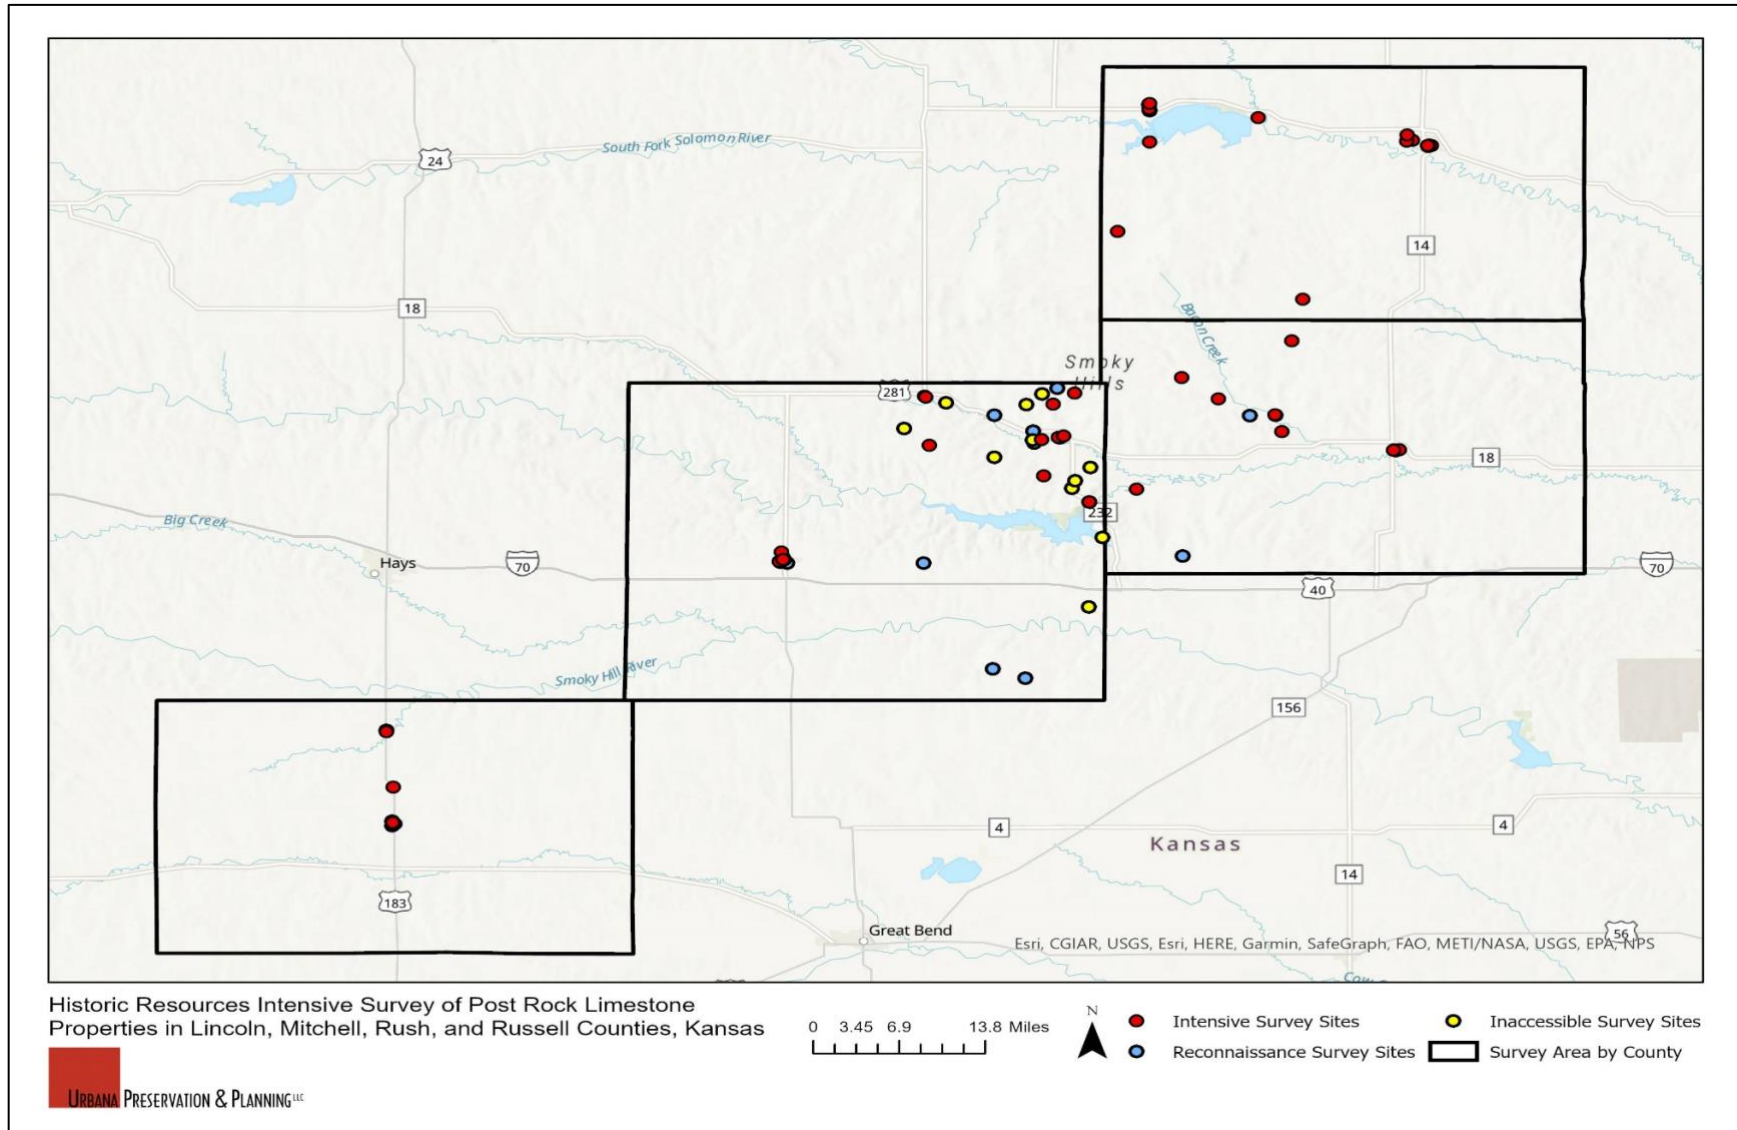 South Fork Solomon River
24
14
18
Bacon Creek
Smoky
Hills
281
18
Big Creek
232
Hays
70
70
40
Smoky Hill River
156
4
4
Kansas
14
183
Great Bend
56
Esri, CGIAR, USGS, Esri, HERE, Garmin, SafeGraph, FAO, METI/NASA, USGS, EPA, NPS
Historic Resources Intensive Survey of Post Rock Limestone
Properties in Lincoln, Mitchell, Rush, and Russell Counties, Kansas
0 3.45 6.9 13.8 Miles
N
Intensive Survey Sites
Inaccessible Survey Sites
Reconnaissance Survey Sites
Survey Area by County
URBANA PRESERVATION & PLANNING LLC